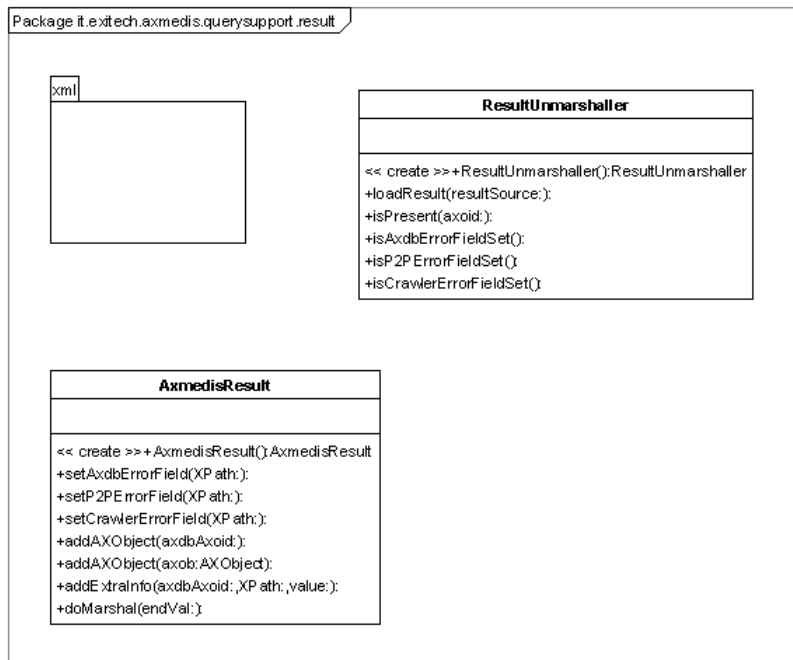 Package it.exitech.axmedis.querysupport.result
xml
ResultUnmarshaller
<< create >>+ResultUnmarshaller():ResultUnmarshaller
+loadResult(resultSource:):
+isPresent(axoid:):
+isAxdbErrorFieldSet():
+isP2PErrorFieldSet():
+isCrawlerErrorFieldSet():
AxmedisResult
<< create >>+AxmedisResult():AxmedisResult
+setAxdbErrorField(XPath:):
+setP2PErrorField(XPath:):
+setCrawlerErrorField(XPath:):
+addAXObject(axdbAxoid:):
+addAXObject(axob:AXObject):
+addExtraInfo(axdbAxoid:,XPath:,value:):
+doMarshal(endVal:):